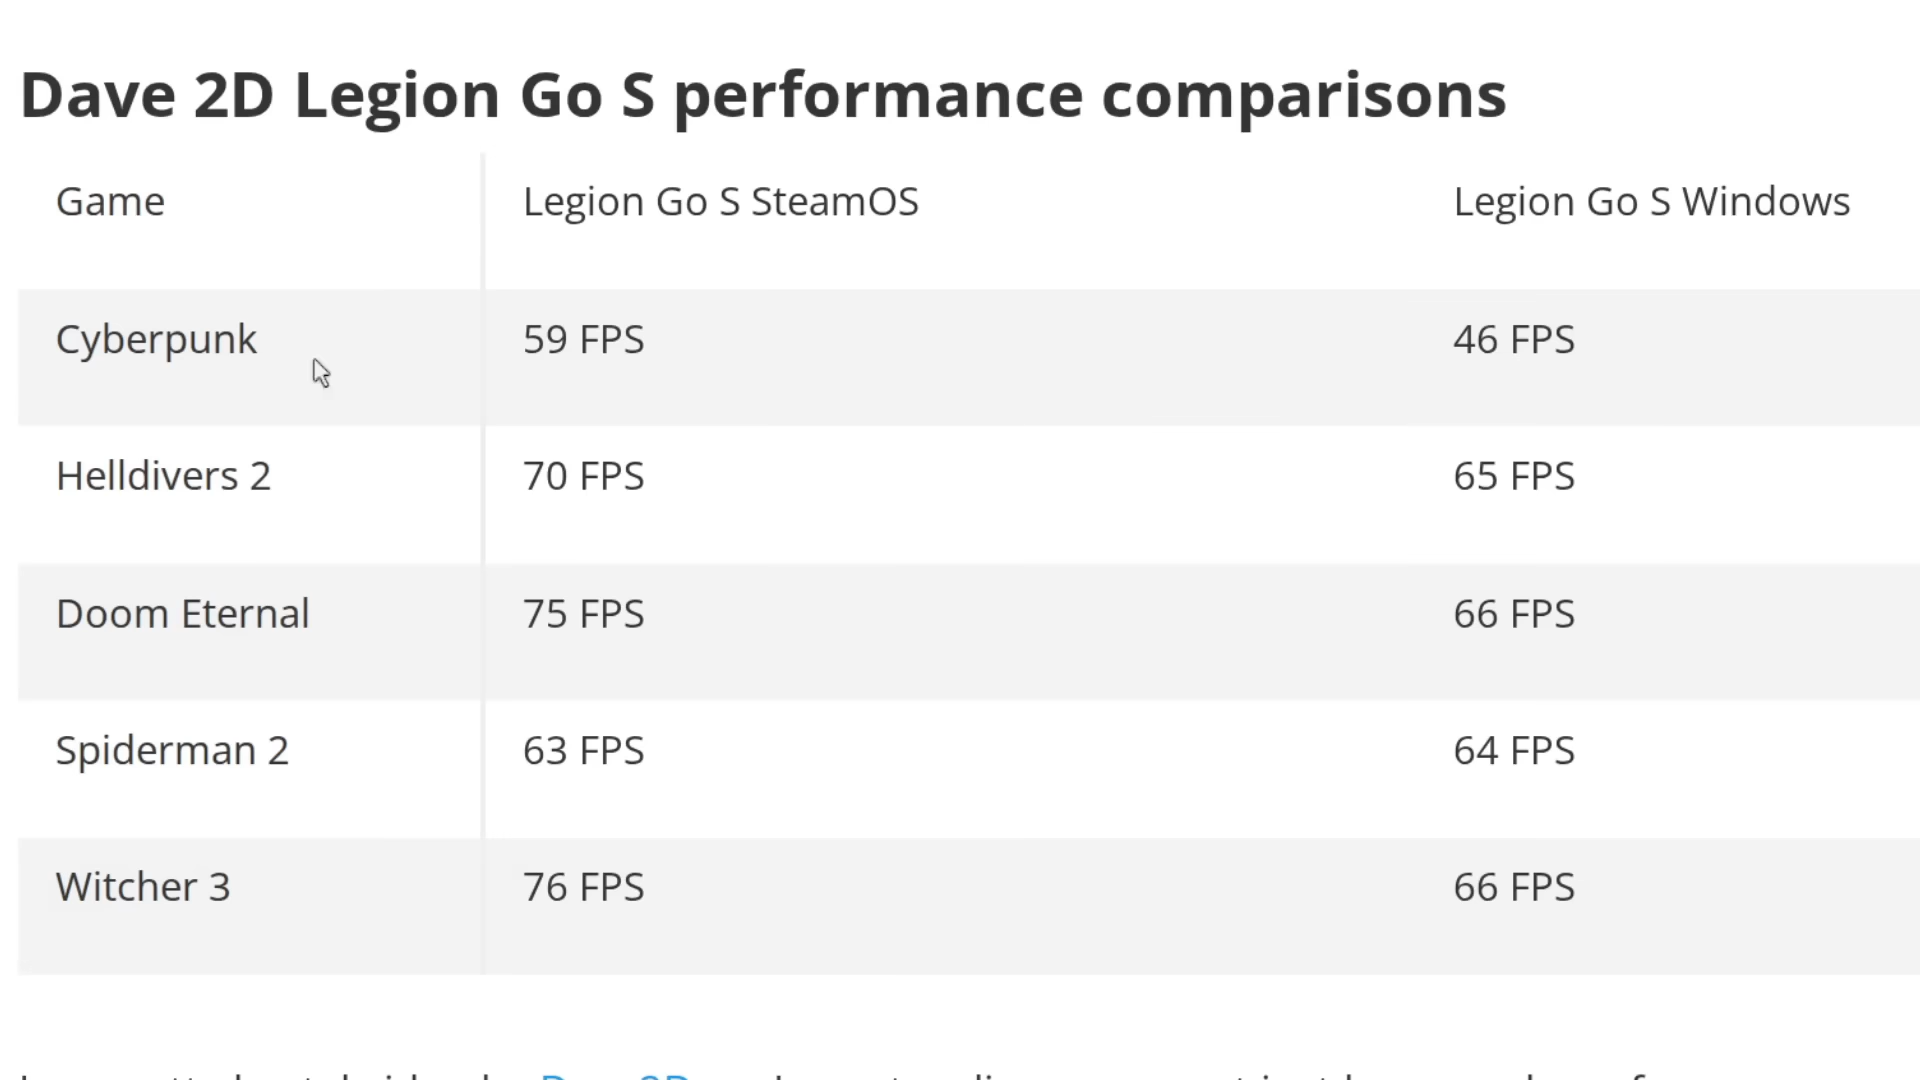 Dave 2D Legion Go S performance comparisons
Game Legion Go S SteamOS Legion Go S Windows
Cyberpunk 59 FPS 46 FPS
Helldivers 2 70 FPS 65 FPS
Doom Eternal 75 FPS 66 FPS
Spiderman 2 63 FPS 64 FPS
Witcher 3 76 FPS 66 FPS